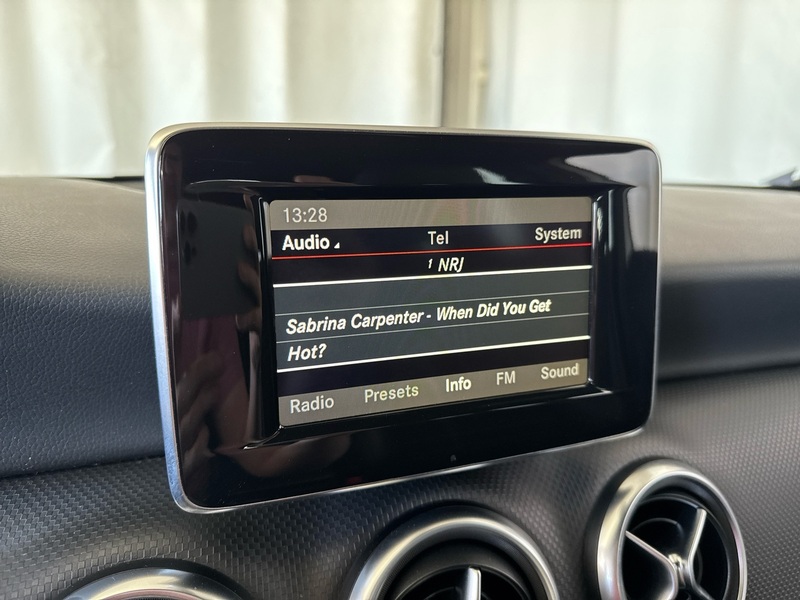 13:28
Audio Tel System
1 NRJ
Sabrina Carpenter - When Did You Get
Hot?
Radio Presets Info FM Sound